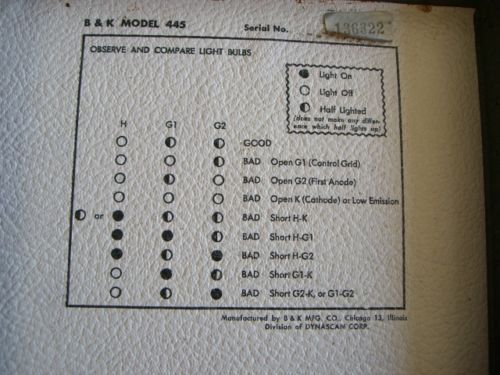 B & K MODEL 445 Serial No. 136322
OBSERVE AND COMPARE LIGHT BULBS
Light On
Light Off
Half Lighted
(does not make any differ-
ence which half lights up)
H G1 G2
GOOD
BAD Open G1 (Control Grid)
BAD Open G2 (First Anode)
BAD Open K (Cathode) or Low Emission
or BAD Short H-K
BAD Short H-G1
BAD Short H-G2
BAD Short G1-K
BAD Short G2-K, or G1-G2
Manufactured by B & K MFG. CO., Chicago 13, Illinois
Division of DYNASCAN CORP.